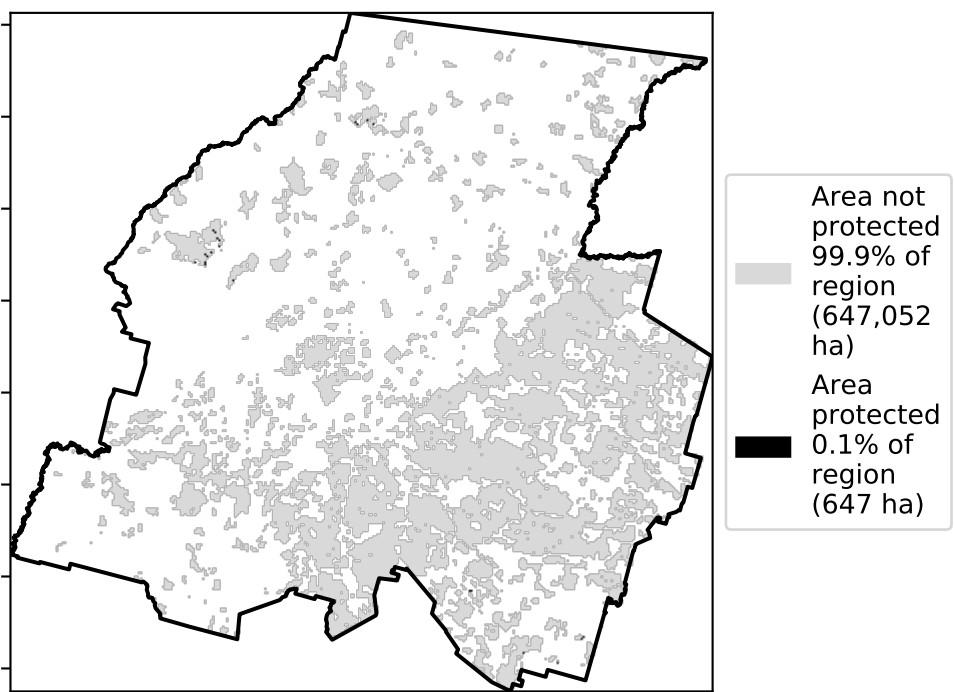 Area not
protected
99.9% of
region
(647,052
ha)
Area
protected
0.1% of
region
(647 ha)